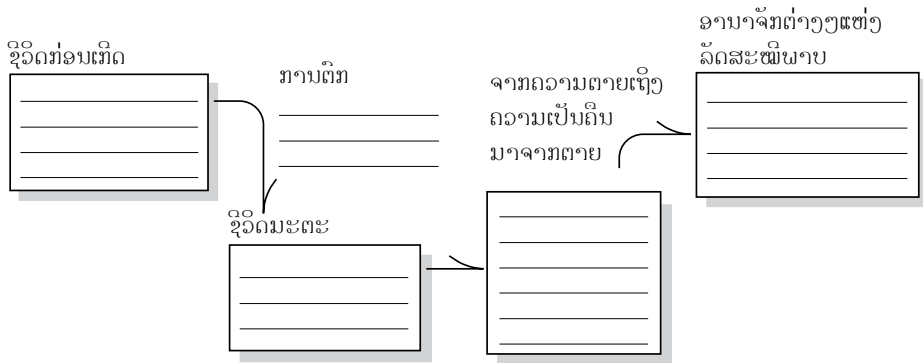 ຊີວິດກ່ອນເກີດ
ການຕົກ
ຊີວິດມະຕະ
ຈາກຄວາມຕາຍເຖິງ
ຄວາມເປັນຄືນ
ມາຈາກຕາຍ
ອານາຈັກຕ່າງໆແຫ່ງ
ລັດສະໝີພາບ